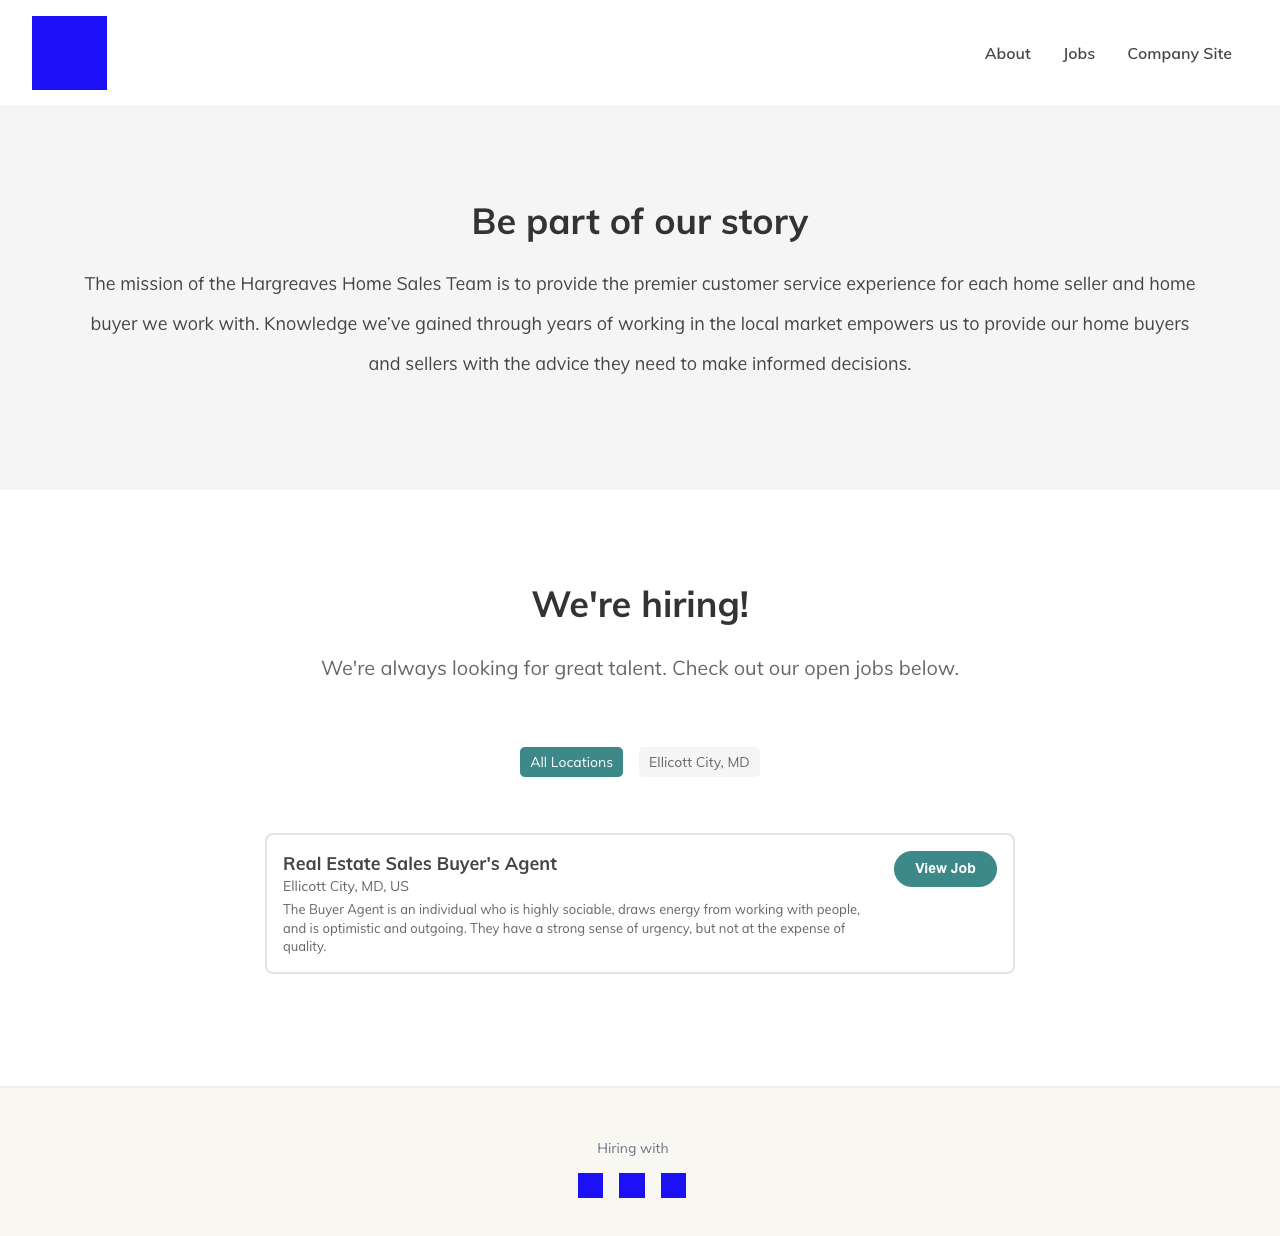 About
Jobs
Company Site
Be part of our story
The mission of the Hargreaves Home Sales Team is to provide the premier customer service experience for each home seller and home
buyer we work with. Knowledge we’ve gained through years of working in the local market empowers us to provide our home buyers
and sellers with the advice they need to make informed decisions.
We're hiring!
We're always looking for great talent. Check out our open jobs below.
All Locations
Ellicott City, MD
Real Estate Sales Buyer's Agent
View Job
Ellicott City, MD, US
The Buyer Agent is an individual who is highly sociable, draws energy from working with people,
and is optimistic and outgoing. They have a strong sense of urgency, but not at the expense of
quality.
Hiring with